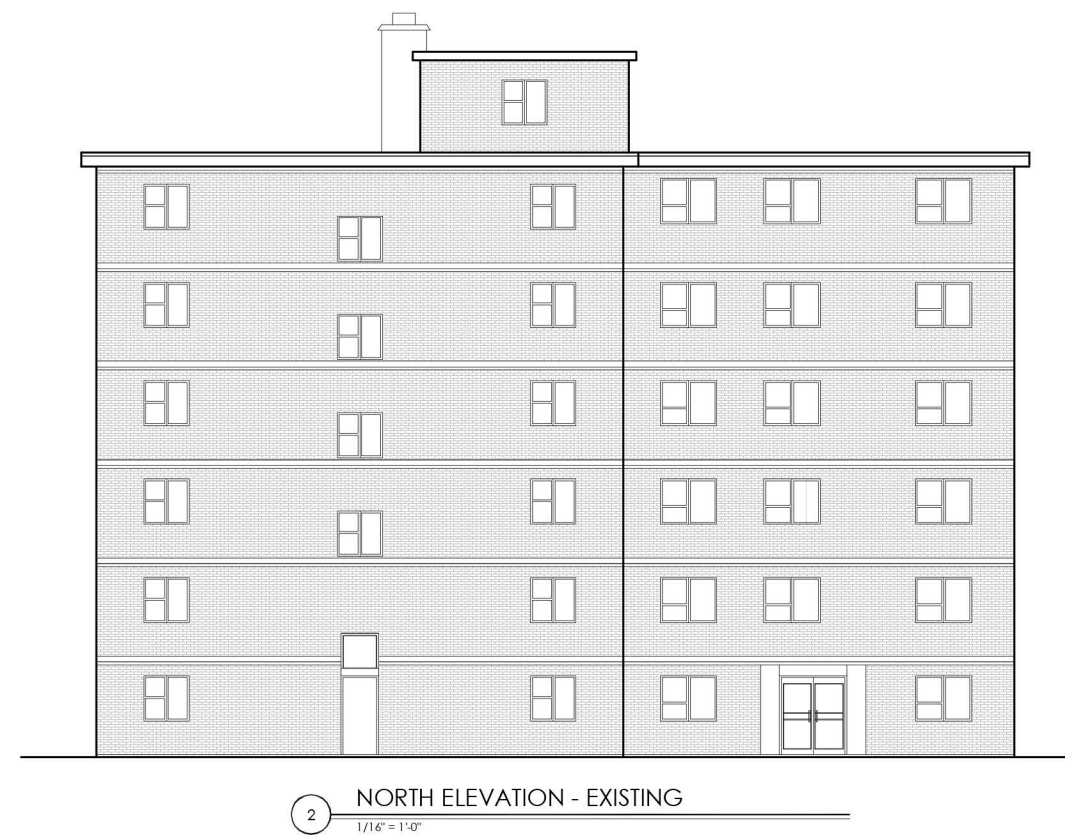 2
NORTH ELEVATION - EXISTING
1/16" = 1'-0"